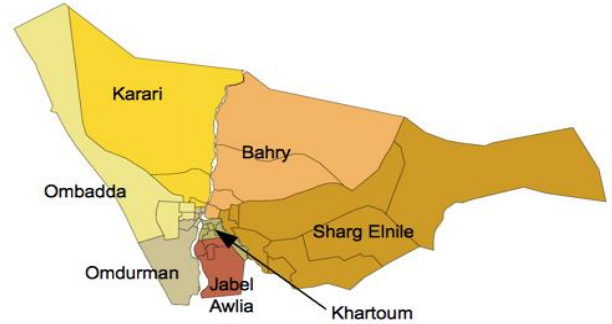 Karari
Bahry
Ombadda
Sharg Elnile
Omdurman
Jabel
Awlia
Khartoum